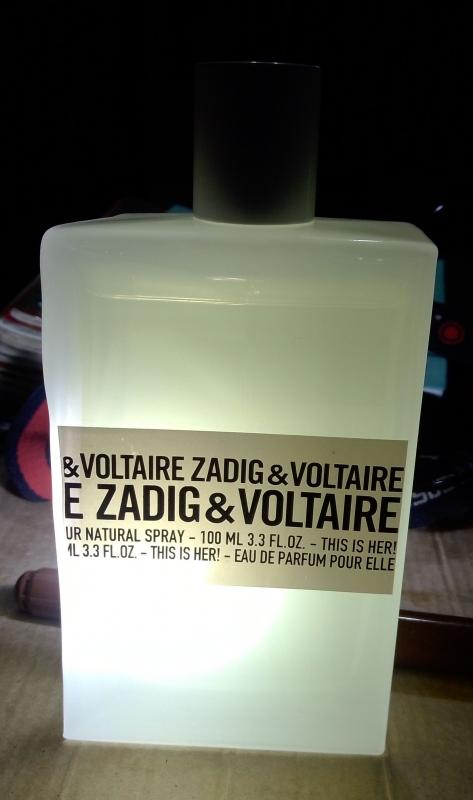 &VOLTAIRE ZADIG&VOLTAIRE
E ZADIG&VOLTAIRE
UR NATURAL SPRAY – 100 ML 3.3 FL.OZ. – THIS IS HER!
ML 3.3 FL.OZ. – THIS IS HER! – EAU DE PARFUM POUR ELLE